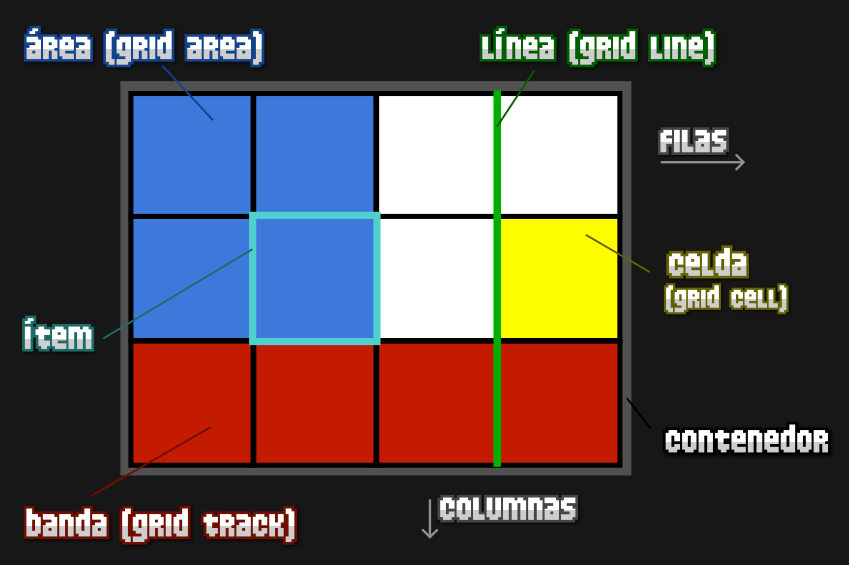 área (grid area)
línea (grid line)
filas
celda
(grid cell)
ítem
contenedor
columnas
banda (grid track)